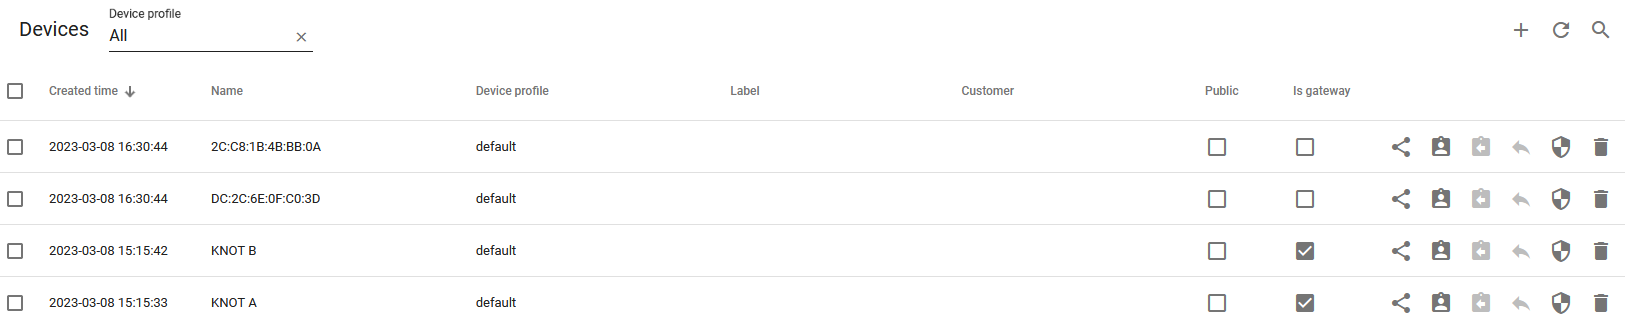 Devices
Device profile
All
Created time Name Device profile Label Customer Public Is gateway
2023-03-08 16:30:44 2C:C8:1B:4B:BB:0A default
2023-03-08 16:30:44 DC:2C:6E:0F:C0:3D default
2023-03-08 15:15:42 KNOT B default
2023-03-08 15:15:33 KNOT A default